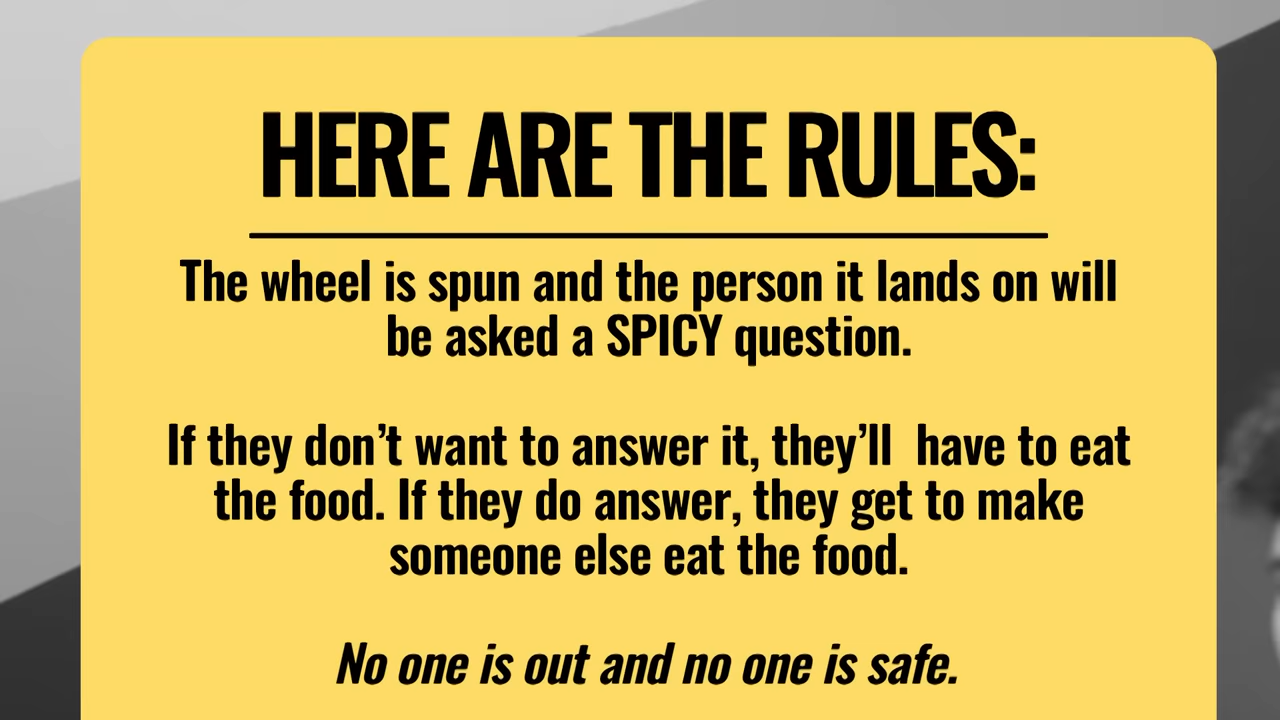 HERE ARE THE RULES:
The wheel is spun and the person it lands on will
be asked a SPICY question.
If they don’t want to answer it, they’ll  have to eat
the food. If they do answer, they get to make
someone else eat the food.
No one is out and no one is safe.